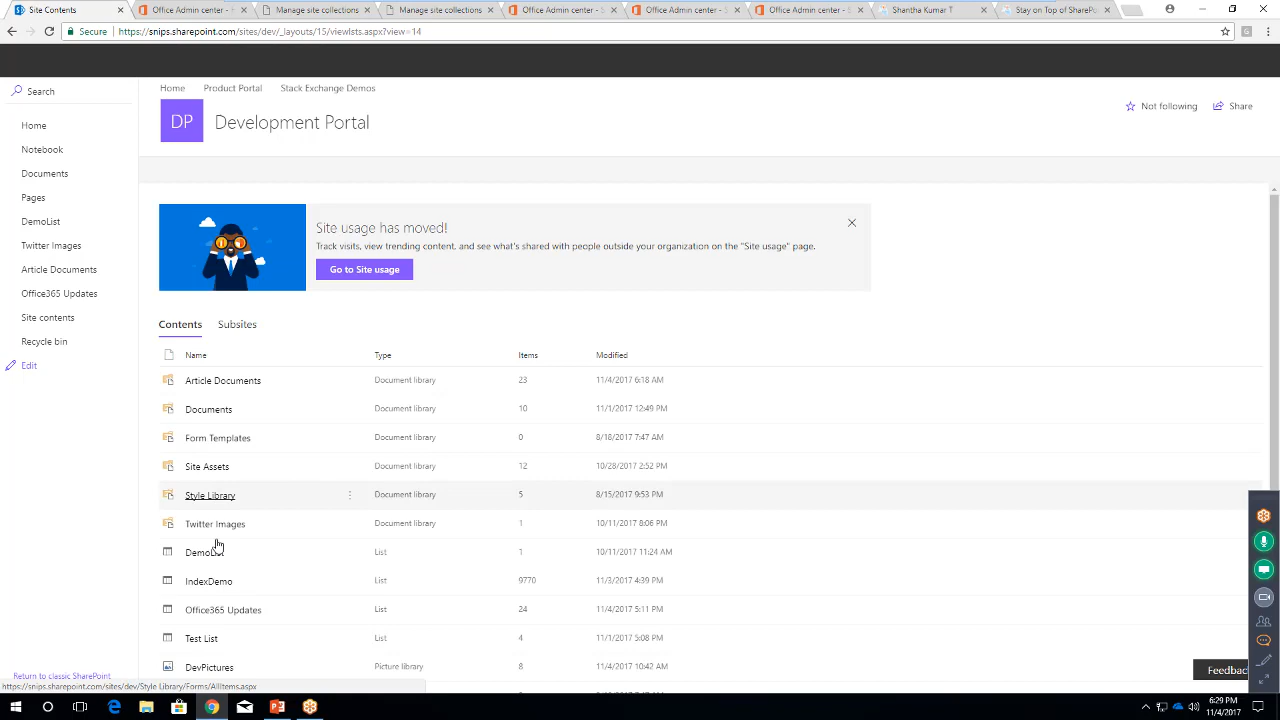 Site Contents
Office Admin center - H
Manage site collections
Manage site collections
Office Admin center - S
Office Admin center - S
Office Admin center - S
Shantha Kumar T
Stay on Top of SharePo
Secure https://snips.sharepoint.com/sites/dev/_layouts/15/viewlsts.aspx?view=14
Search
Home
Notebook
Documents
Pages
DemoList
Twitter Images
Article Documents
Office365 Updates
Site contents
Recycle bin
Edit
Return to classic SharePoint
Home Product Portal Stack Exchange Demos
DP Development Portal
Not following Share
Site usage has moved!
Track visits, view trending content, and see what's shared with people outside your organization on the "Site usage" page.
Go to Site usage
Contents Subsites
Name Type Items Modified
Article Documents Document library 23 11/4/2017 6:18 AM
Documents Document library 10 11/1/2017 12:49 PM
Form Templates Document library 0 8/18/2017 7:47 AM
Site Assets Document library 12 10/28/2017 2:52 PM
Style Library Document library 5 8/15/2017 9:53 PM
Twitter Images Document library 1 10/11/2017 8:06 PM
DemoList List 1 10/11/2017 11:24 AM
IndexDemo List 9770 11/3/2017 4:39 PM
Office365 Updates List 24 11/4/2017 5:11 PM
Test List List 4 11/1/2017 5:08 PM
DevPictures Picture library 8 11/4/2017 10:42 AM
Feedbac
https://snips.sharepoint.com/sites/dev/Style Library/Forms/AllItems.aspx
6:29 PM
11/4/2017